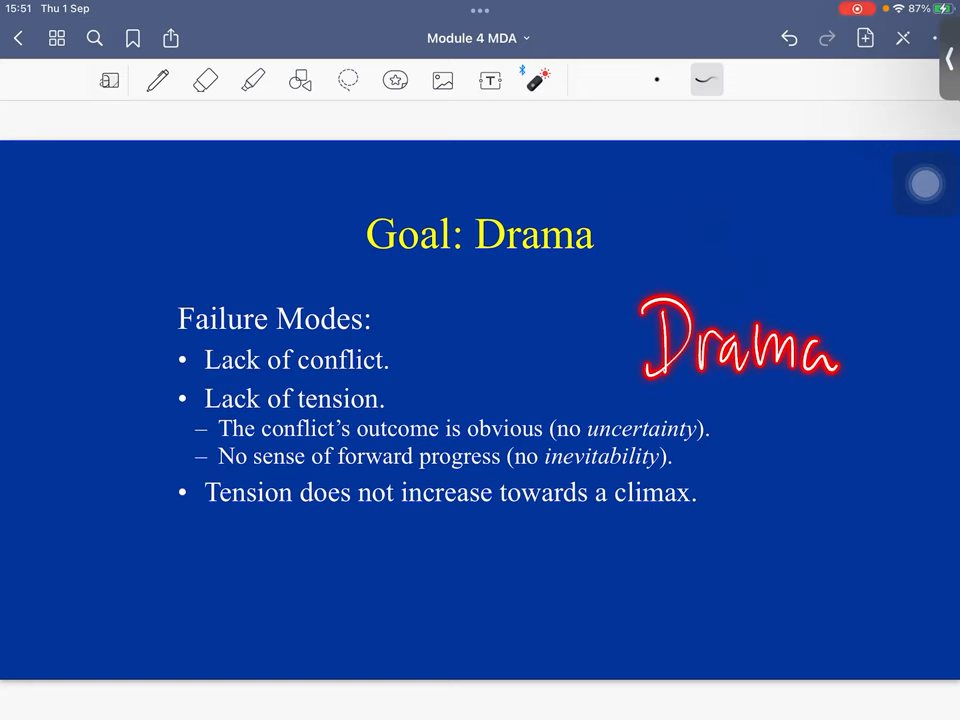 15:51 Thu 1 Sep
87%
Module 4 MDA
T
Goal: Drama
Failure Modes:
Drama
• Lack of conflict.
• Lack of tension.
– The conflict’s outcome is obvious (no uncertainty).
– No sense of forward progress (no inevitability).
• Tension does not increase towards a climax.